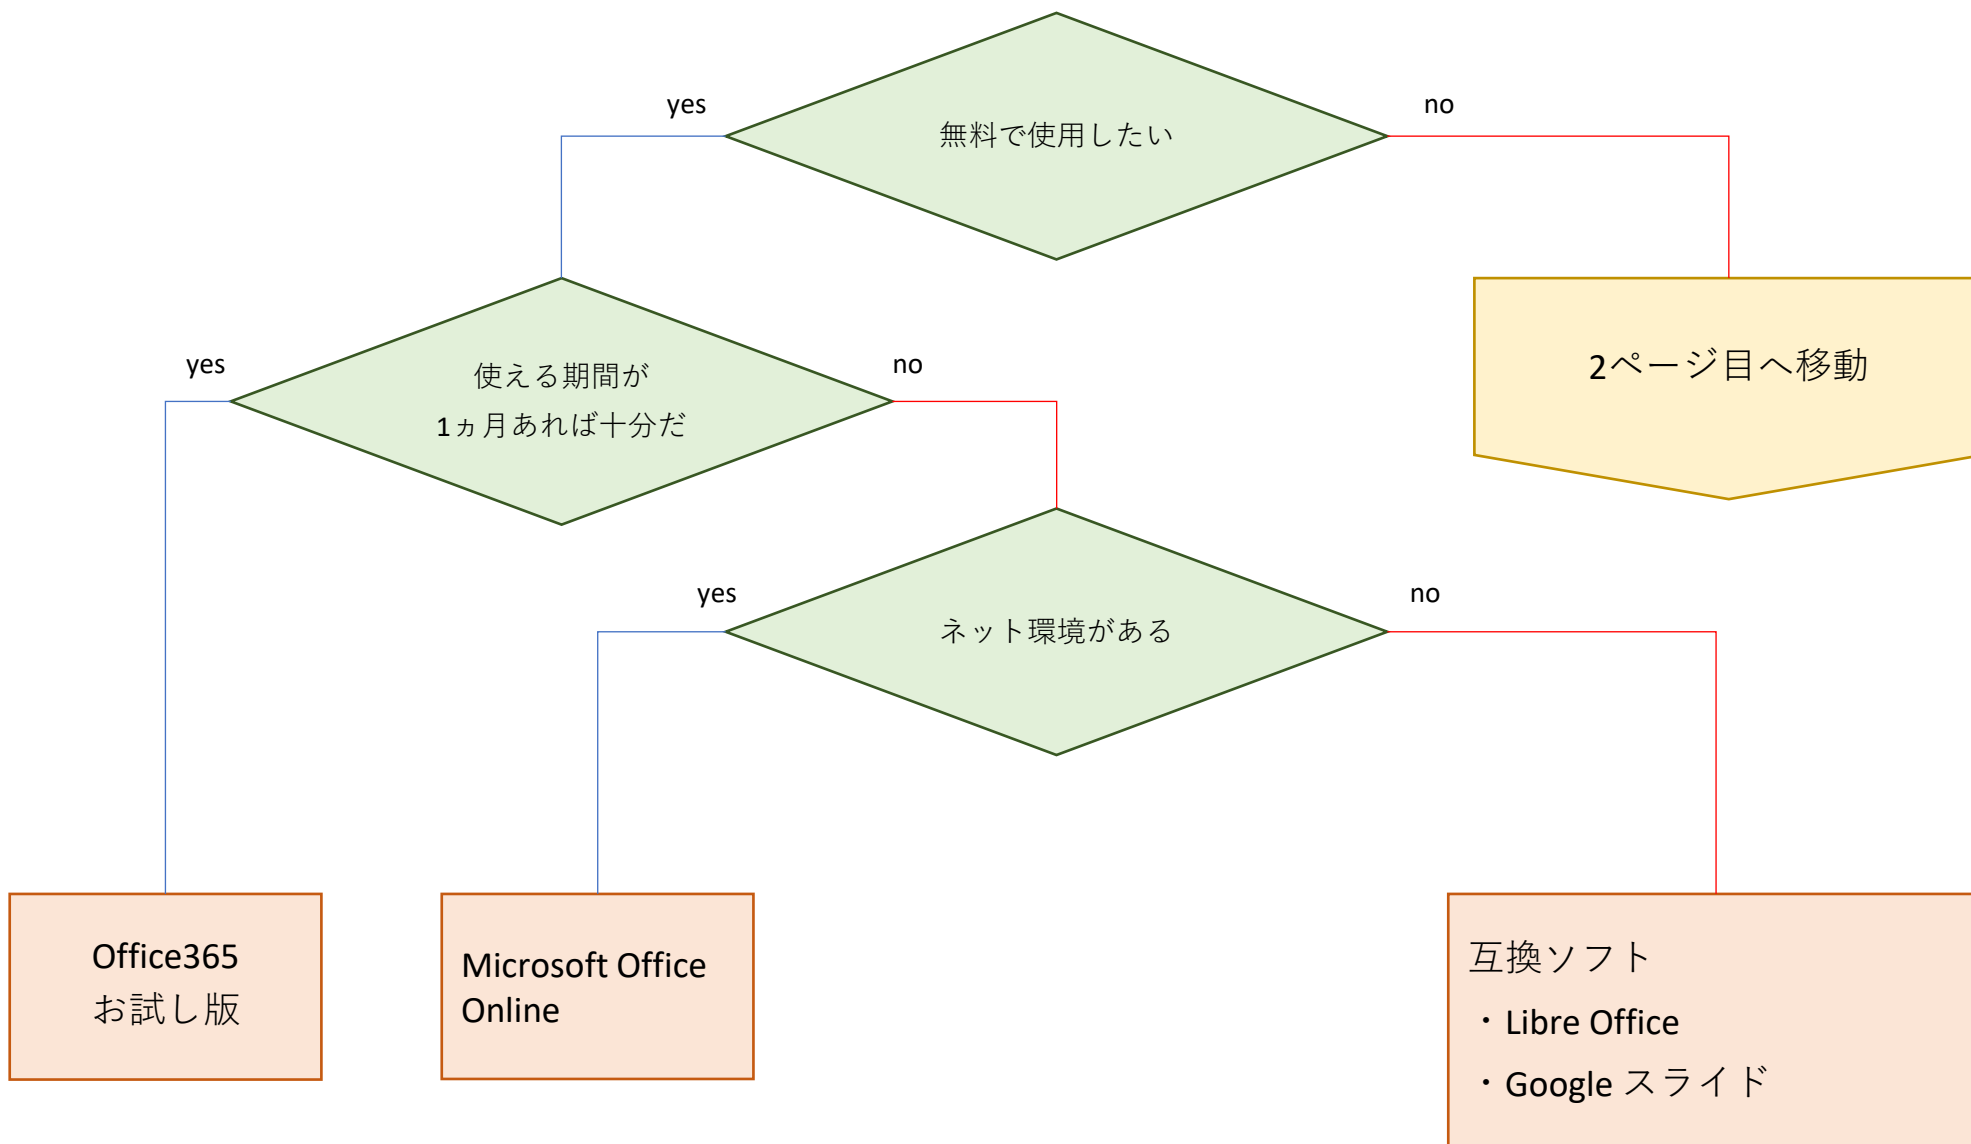 yes
無料で使用したい
no
yes
使える期間が
1ヵ月あれば十分だ
no
2ページ目へ移動
yes
ネット環境がある
no
Office365
お試し版
Microsoft Office
Online
互換ソフト
・Libre Office
・Google スライド